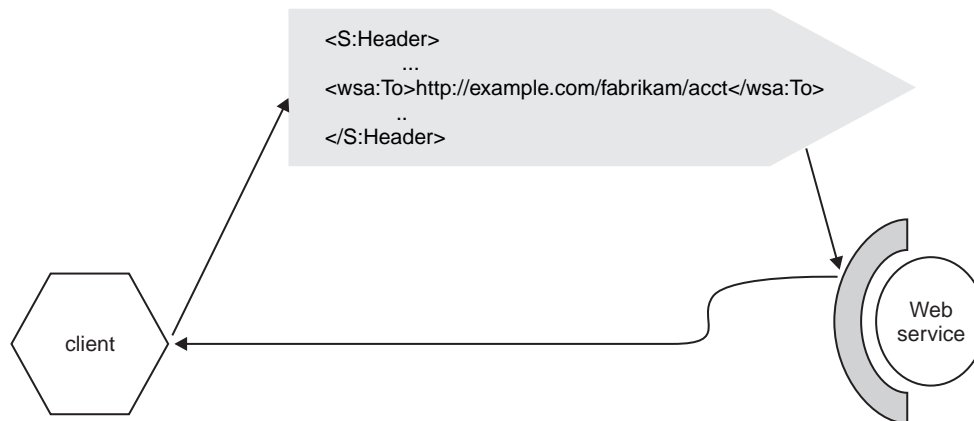 <S:Header>
...
<wsa:To>http://example.com/fabrikam/acct</wsa:To>
..
</S:Header>
client
Web
service